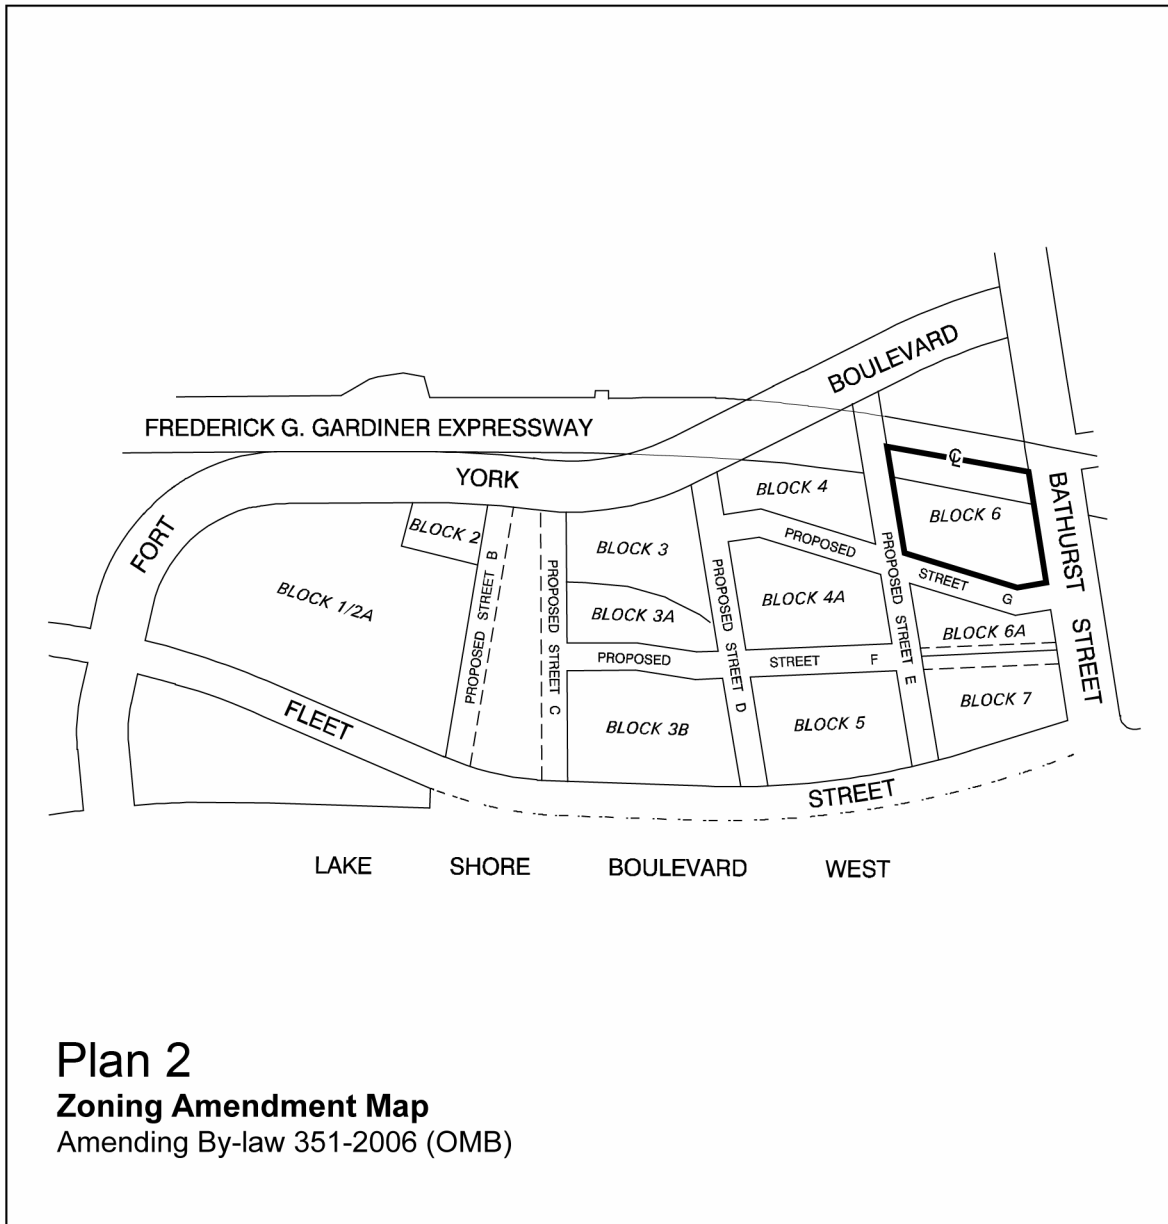 BOULEVARD
FREDERICK G. GARDINER EXPRESSWAY
YORK
FORT
℄
BATHURST STREET
BLOCK 2
BLOCK 3
BLOCK 4
BLOCK 6
BLOCK 1/2A
BLOCK 3A
BLOCK 4A
BLOCK 6A
BLOCK 3B
BLOCK 5
BLOCK 7
PROPOSED STREET B
PROPOSED STREET C
PROPOSED STREET D
PROPOSED STREET E
PROPOSED STREET F
PROPOSED STREET G
FLEET STREET
LAKE SHORE BOULEVARD WEST
Plan 2
Zoning Amendment Map
Amending By-law 351-2006 (OMB)